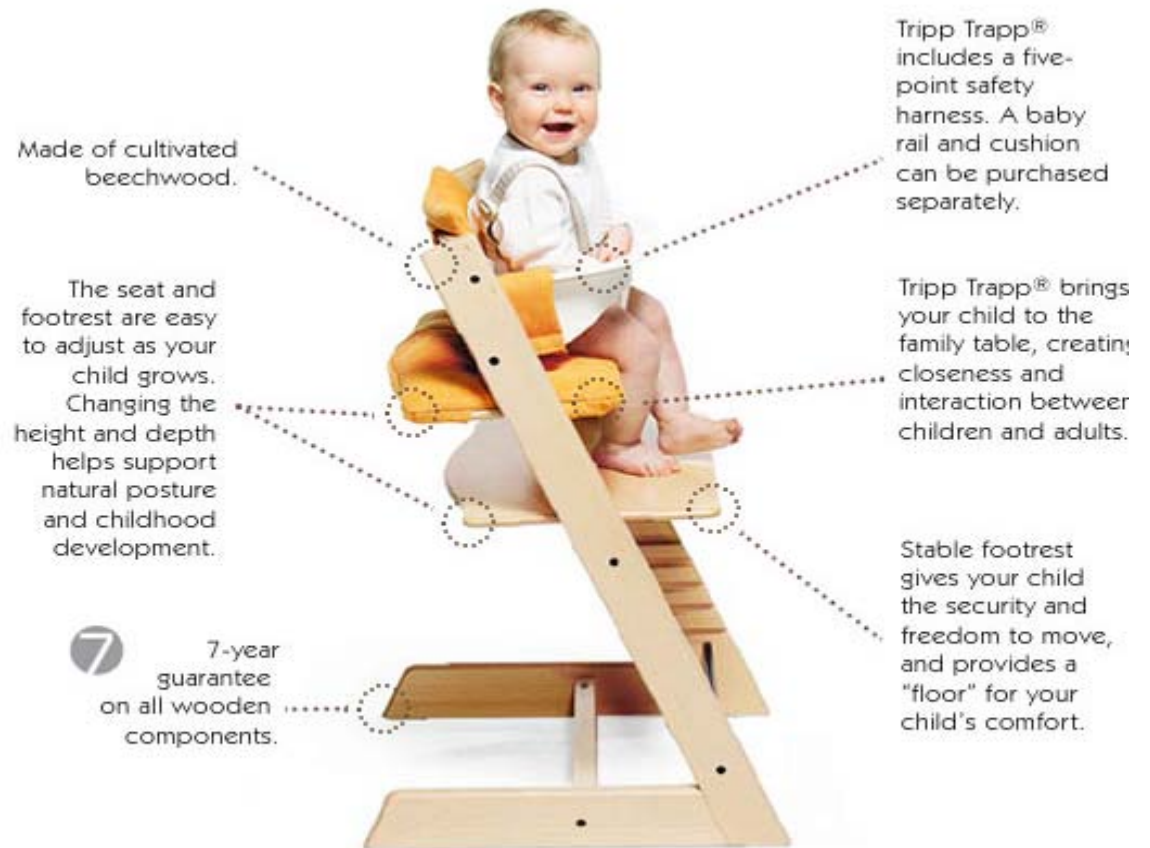 Made of cultivated
beechwood.
The seat and
footrest are easy
to adjust as your
child grows.
Changing the
height and depth
helps support
natural posture
and childhood
development.
7
7-year
guarantee
on all wooden
components.
Tripp Trapp®
includes a five-
point safety
harness. A baby
rail and cushion
can be purchased
separately.
Tripp Trapp® brings
your child to the
family table, creating
closeness and
interaction between
children and adults.
Stable footrest
gives your child
the security and
freedom to move,
and provides a
"floor" for your
child's comfort.